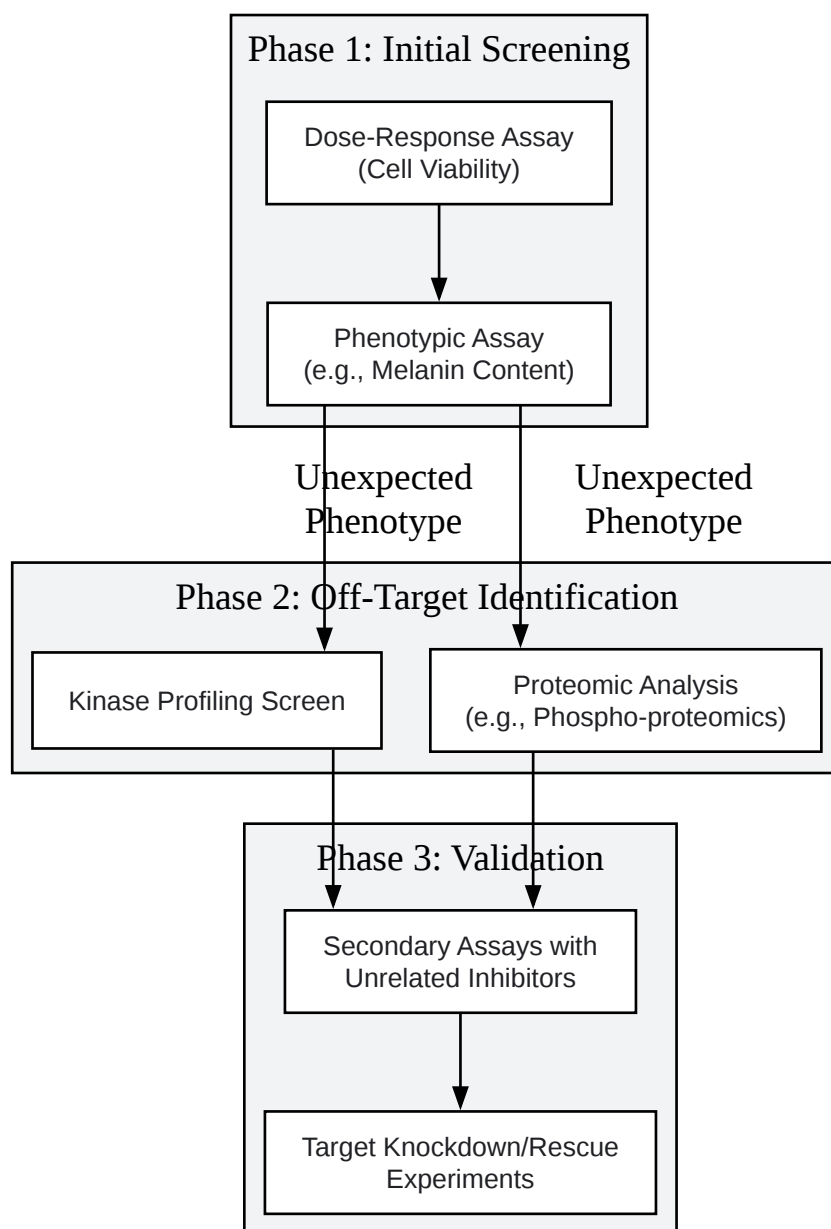 Phase 1: Initial Screening
Dose-Response Assay
(Cell Viability)
Phenotypic Assay
(e.g., Melanin Content)
Unexpected
Phenotype
Unexpected
Phenotype
Phase 2: Off-Target Identification
Kinase Profiling Screen
Proteomic Analysis
(e.g., Phospho-proteomics)
Phase 3: Validation
Secondary Assays with
Unrelated Inhibitors
Target Knockdown/Rescue
Experiments